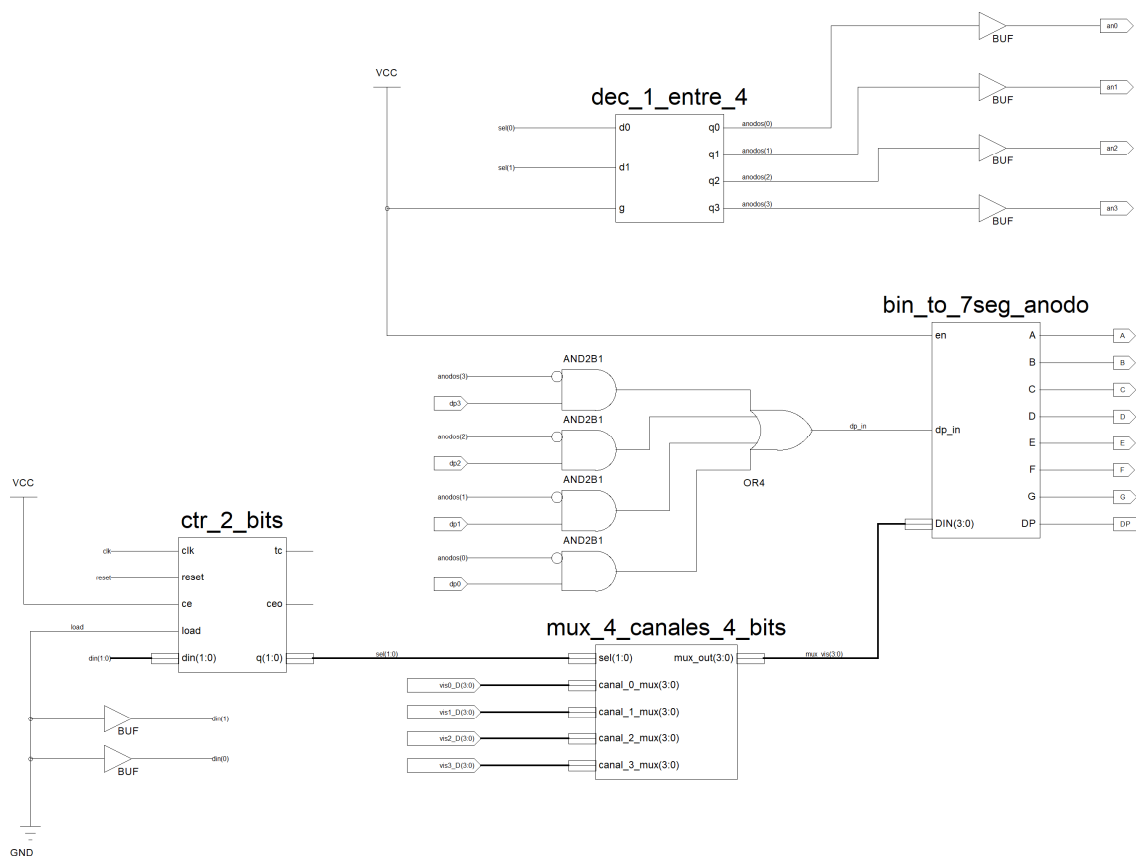 an0
BUF
VCC
an1
BUF
dec_1_entre_4
sel(0)
d0
q0
anodos(0)
q1
anodos(1)
an2
BUF
sel(1)
d1
q2
anodos(2)
g
q3
anodos(3)
an3
BUF
bin_to_7seg_anodo
en
A
A
B
B
C
C
D
D
dp_in
E
E
F
F
G
G
DIN(3:0)
DP
DP
AND2B1
anodos(3)
dp3
AND2B1
anodos(2)
dp2
dp_in
OR4
AND2B1
anodos(1)
dp1
AND2B1
anodos(0)
dp0
VCC
ctr_2_bits
clk
clk
tc
reset
reset
ce
ceo
load
load
din(1:0)
din(1:0)
q(1:0)
sel(1:0)
BUF
din(1)
BUF
din(0)
GND
mux_4_canales_4_bits
sel(1:0)
mux_out(3:0)
mux_vis(3:0)
vis0_D(3:0)
canal_0_mux(3:0)
vis1_D(3:0)
canal_1_mux(3:0)
vis2_D(3:0)
canal_2_mux(3:0)
vis3_D(3:0)
canal_3_mux(3:0)